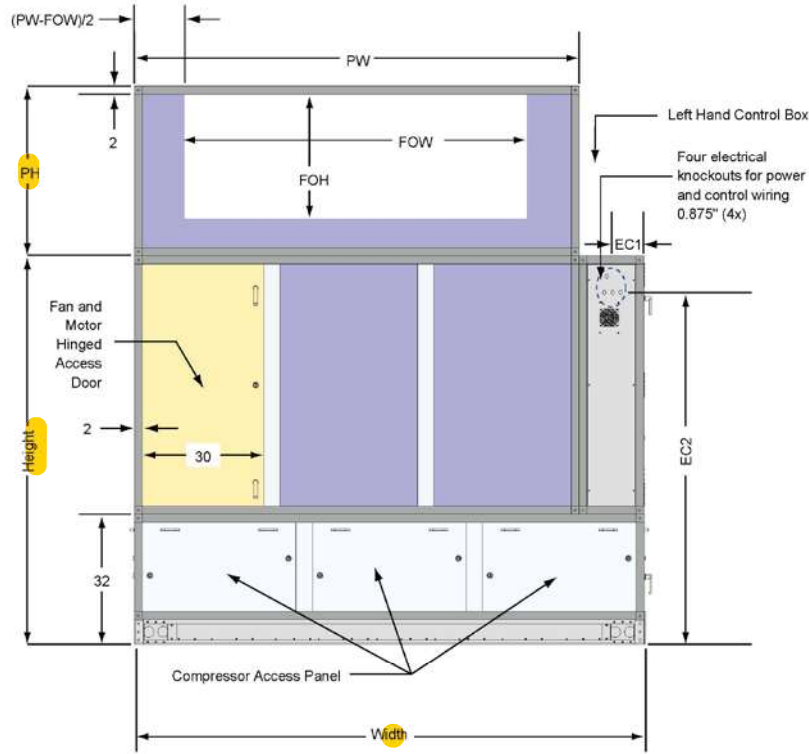 (PW-FOW)/2
PW
2
FOW
FOH
PH
Left Hand Control Box
Four electrical
knockouts for power
and control wiring
0.875" (4x)
EC1
Fan and
Motor
Hinged
Access
Door
2
30
Height
EC2
32
Compressor Access Panel
Width